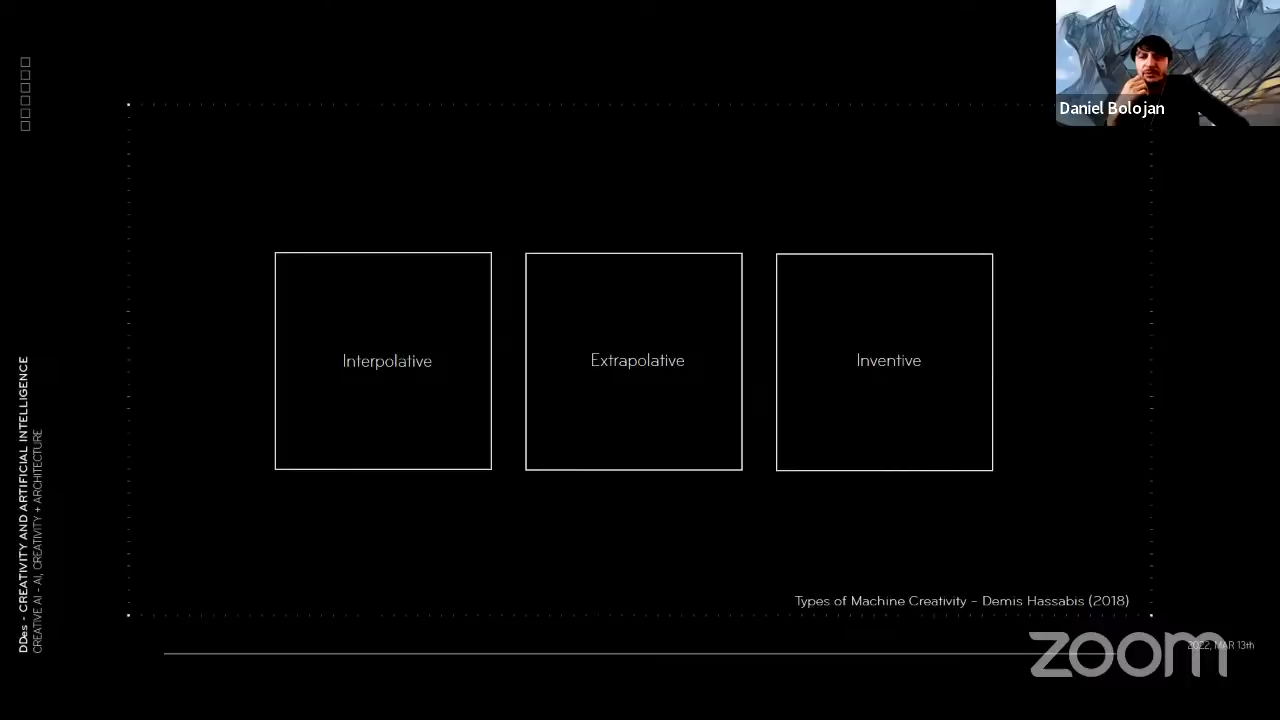 Daniel Bolojan
Interpolative
Extrapolative
Inventive
DDes - CREATIVITY AND ARTIFICIAL INTELLIGENCE
CREATIVE AI - AI, CREATIVITY + ARCHITECTURE
Types of Machine Creativity - Demis Hassabis (2018)
2022, MAR 13th
zoom